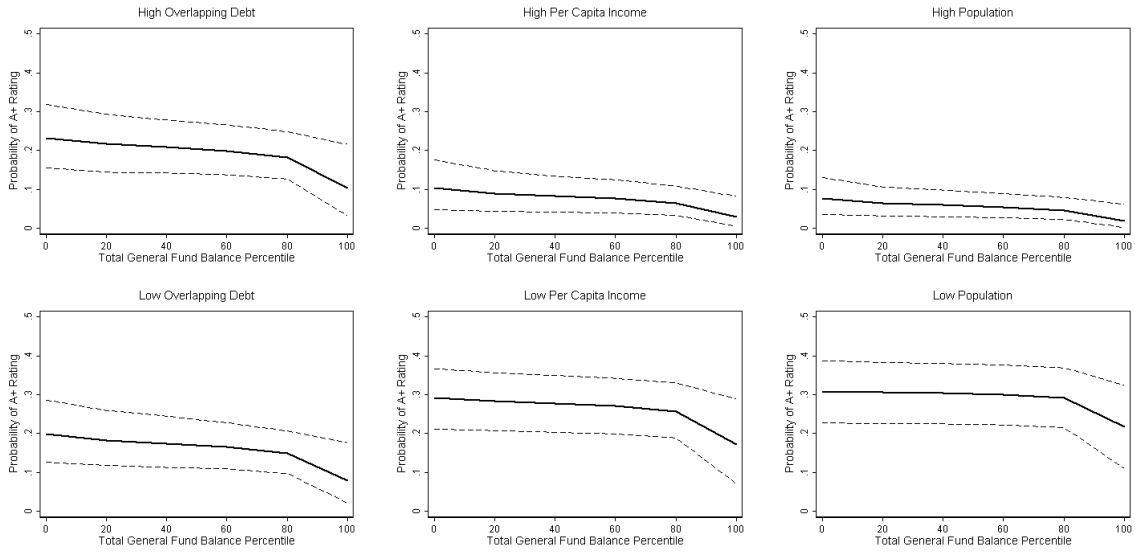 High Overlapping Debt
Probability of A+ Rating
.5
.4
.3
.2
.1
0
0 20 40 60 80 100
Total General Fund Balance Percentile
High Per Capita Income
Probability of A+ Rating
.5
.4
.3
.2
.1
0
0 20 40 60 80 100
Total General Fund Balance Percentile
High Population
Probability of A+ Rating
.5
.4
.3
.2
.1
0
0 20 40 60 80 100
Total General Fund Balance Percentile
Low Overlapping Debt
Probability of A+ Rating
.5
.4
.3
.2
.1
0
0 20 40 60 80 100
Total General Fund Balance Percentile
Low Per Capita Income
Probability of A+ Rating
.5
.4
.3
.2
.1
0
0 20 40 60 80 100
Total General Fund Balance Percentile
Low Population
Probability of A+ Rating
.5
.4
.3
.2
.1
0
0 20 40 60 80 100
Total General Fund Balance Percentile